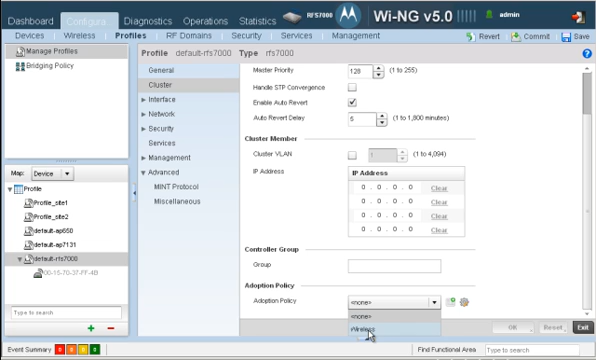 Dashboard Configure... Diagnostics Operations Statistics RFS7000 MOTOROLA Wi-NG v5.0 admin
Devices Wireless Profiles RF Domains Security Services Management Revert Commit Save
Manage Profiles
Bridging Policy
Profile default-rfs7000 Type rfs7000
General
Cluster
Interface
Network
Security
Services
Management
Advanced
MINT Protocol
Miscellaneous
Master Priority 128 (1 to 255)
Handle STP Convergence
Enable Auto Revert
Auto Revert Delay 5 (1 to 1,800 minutes)
Cluster Member
Cluster VLAN 1 (1 to 4,094)
IP Address IP Address
0 . 0 . 0 . 0 Clear
0 . 0 . 0 . 0 Clear
0 . 0 . 0 . 0 Clear
0 . 0 . 0 . 0 Clear
Controller Group
Group
Adoption Policy
Adoption Policy <none>
<none>
Wireless
Map: Device
Profile
Profile_site1
Profile_site2
default-ap650
default-ap7131
default-rfs7000
00-15-70-37-FF-4B
Type to search
OK Reset Exit
Event Summary 0 0 0 0 Find Functional Area Type to search